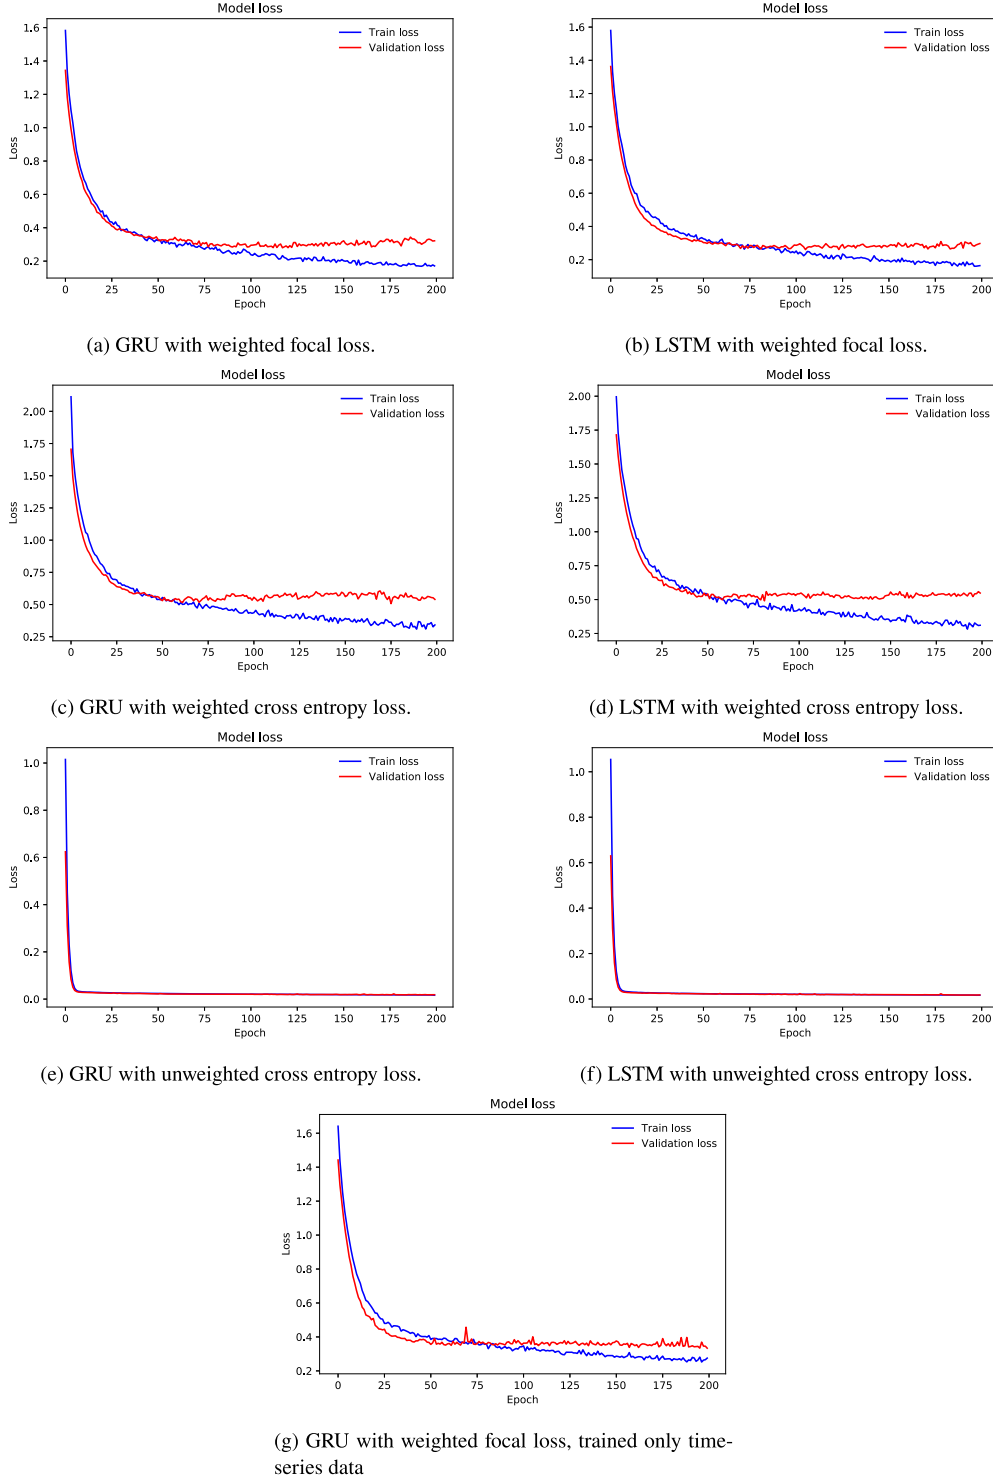 Model loss
Model loss
1.6
1.4
1.2
1.0
0.8
0.6
0.4
0.2
Loss
Train loss
Validation loss
0 25 50 75 100 125 150 175 200
Epoch
1.6
1.4
1.2
1.0
0.8
0.6
0.4
0.2
Loss
Train loss
Validation loss
0 25 50 75 100 125 150 175 200
Epoch
(a) GRU with weighted focal loss.
(b) LSTM with weighted focal loss.
Model loss
Model loss
2.00
1.75
1.50
1.25
1.00
0.75
0.50
0.25
Loss
Train loss
Validation loss
0 25 50 75 100 125 150 175 200
Epoch
2.00
1.75
1.50
1.25
1.00
0.75
0.50
0.25
Loss
Train loss
Validation loss
0 25 50 75 100 125 150 175 200
Epoch
(c) GRU with weighted cross entropy loss.
(d) LSTM with weighted cross entropy loss.
Model loss
Model loss
1.0
0.8
0.6
0.4
0.2
0.0
Loss
Train loss
Validation loss
0 25 50 75 100 125 150 175 200
Epoch
1.0
0.8
0.6
0.4
0.2
0.0
Loss
Train loss
Validation loss
0 25 50 75 100 125 150 175 200
Epoch
(e) GRU with unweighted cross entropy loss.
(f) LSTM with unweighted cross entropy loss.
Model loss
1.6
1.4
1.2
1.0
0.8
0.6
0.4
0.2
Loss
Train loss
Validation loss
0 25 50 75 100 125 150 175 200
Epoch
(g) GRU with weighted focal loss, trained only time-
series data